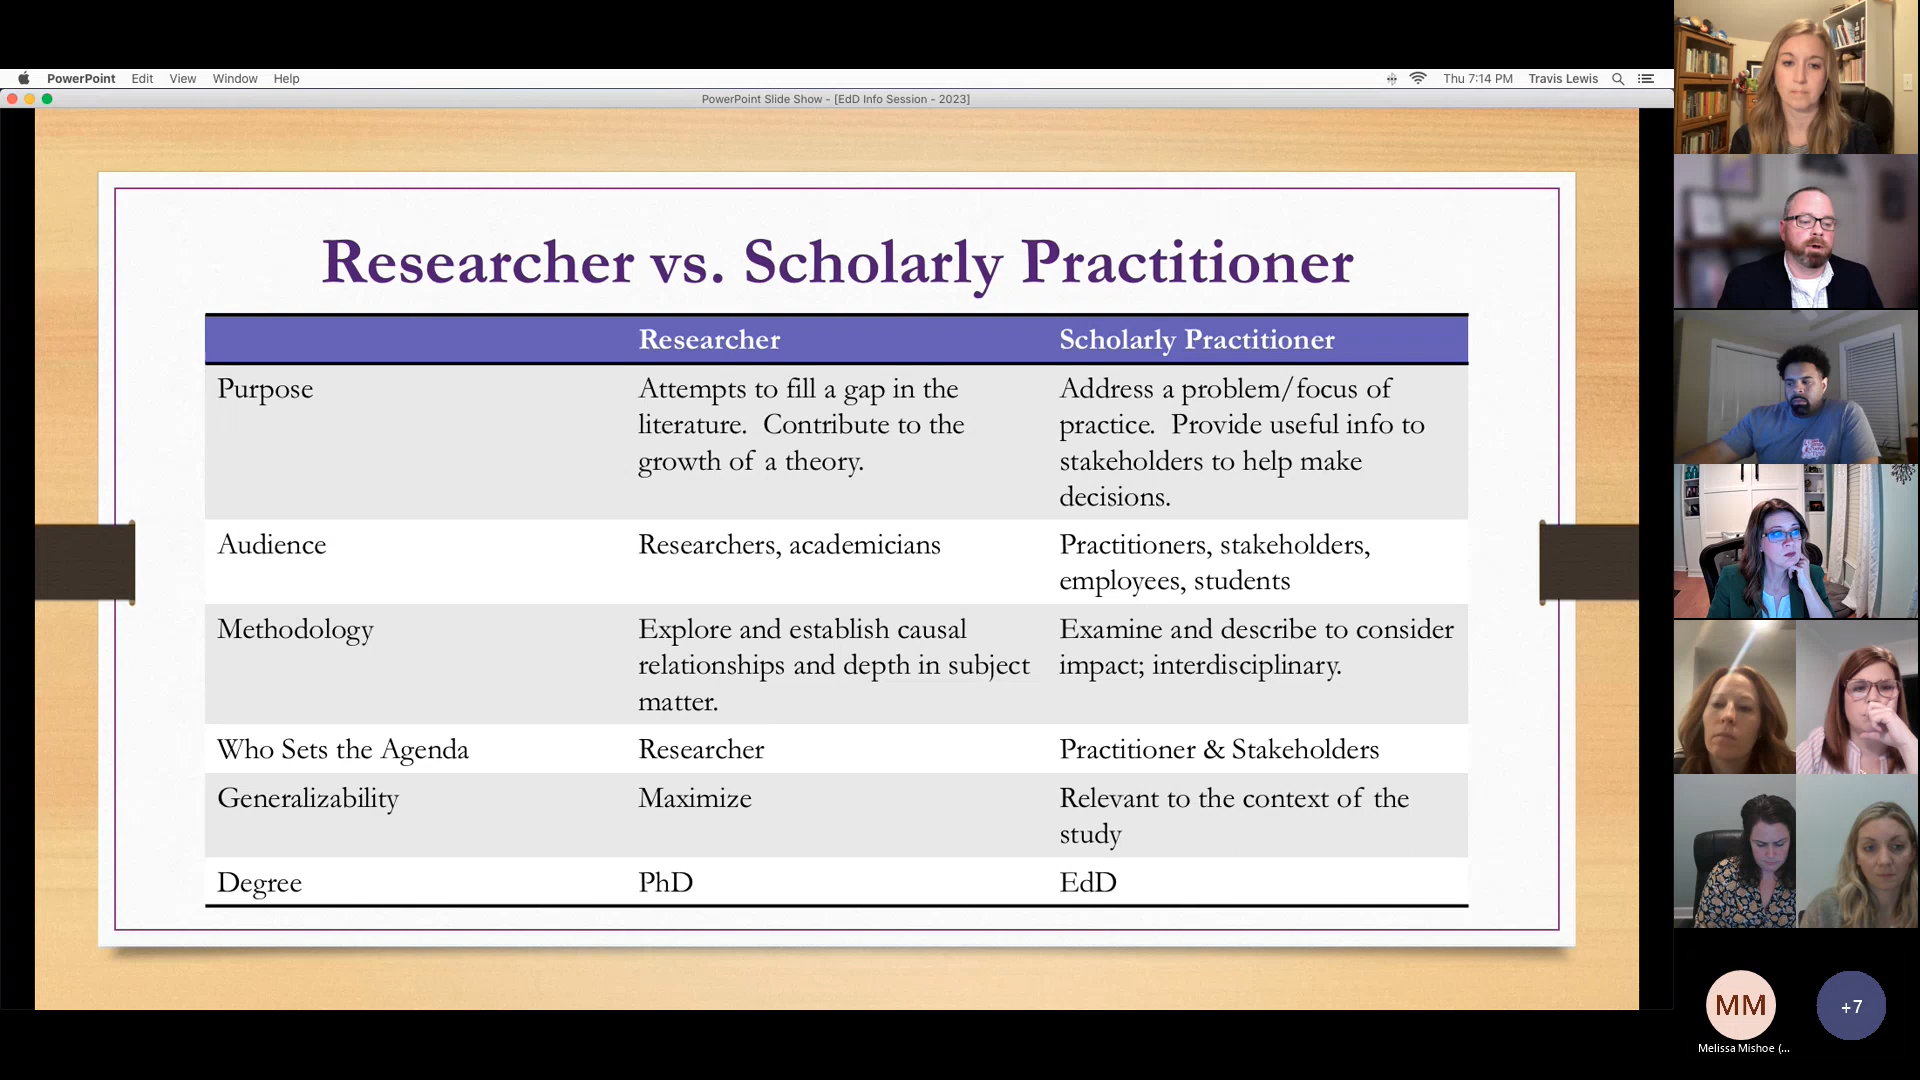 PowerPoint Edit View Window Help Thu 7:14 PM Travis Lewis
PowerPoint Slide Show - [EdD Info Session - 2023]
Researcher vs. Scholarly Practitioner
Researcher Scholarly Practitioner
Purpose Attempts to fill a gap in the Address a problem/focus of
literature. Contribute to the practice. Provide useful info to
growth of a theory. stakeholders to help make
decisions.
Audience Researchers, academicians Practitioners, stakeholders,
employees, students
Methodology Explore and establish causal Examine and describe to consider
relationships and depth in subject impact; interdisciplinary.
matter.
Who Sets the Agenda Researcher Practitioner & Stakeholders
Generalizability Maximize Relevant to the context of the
study
Degree PhD EdD
MM +7
Melissa Mishoe (...